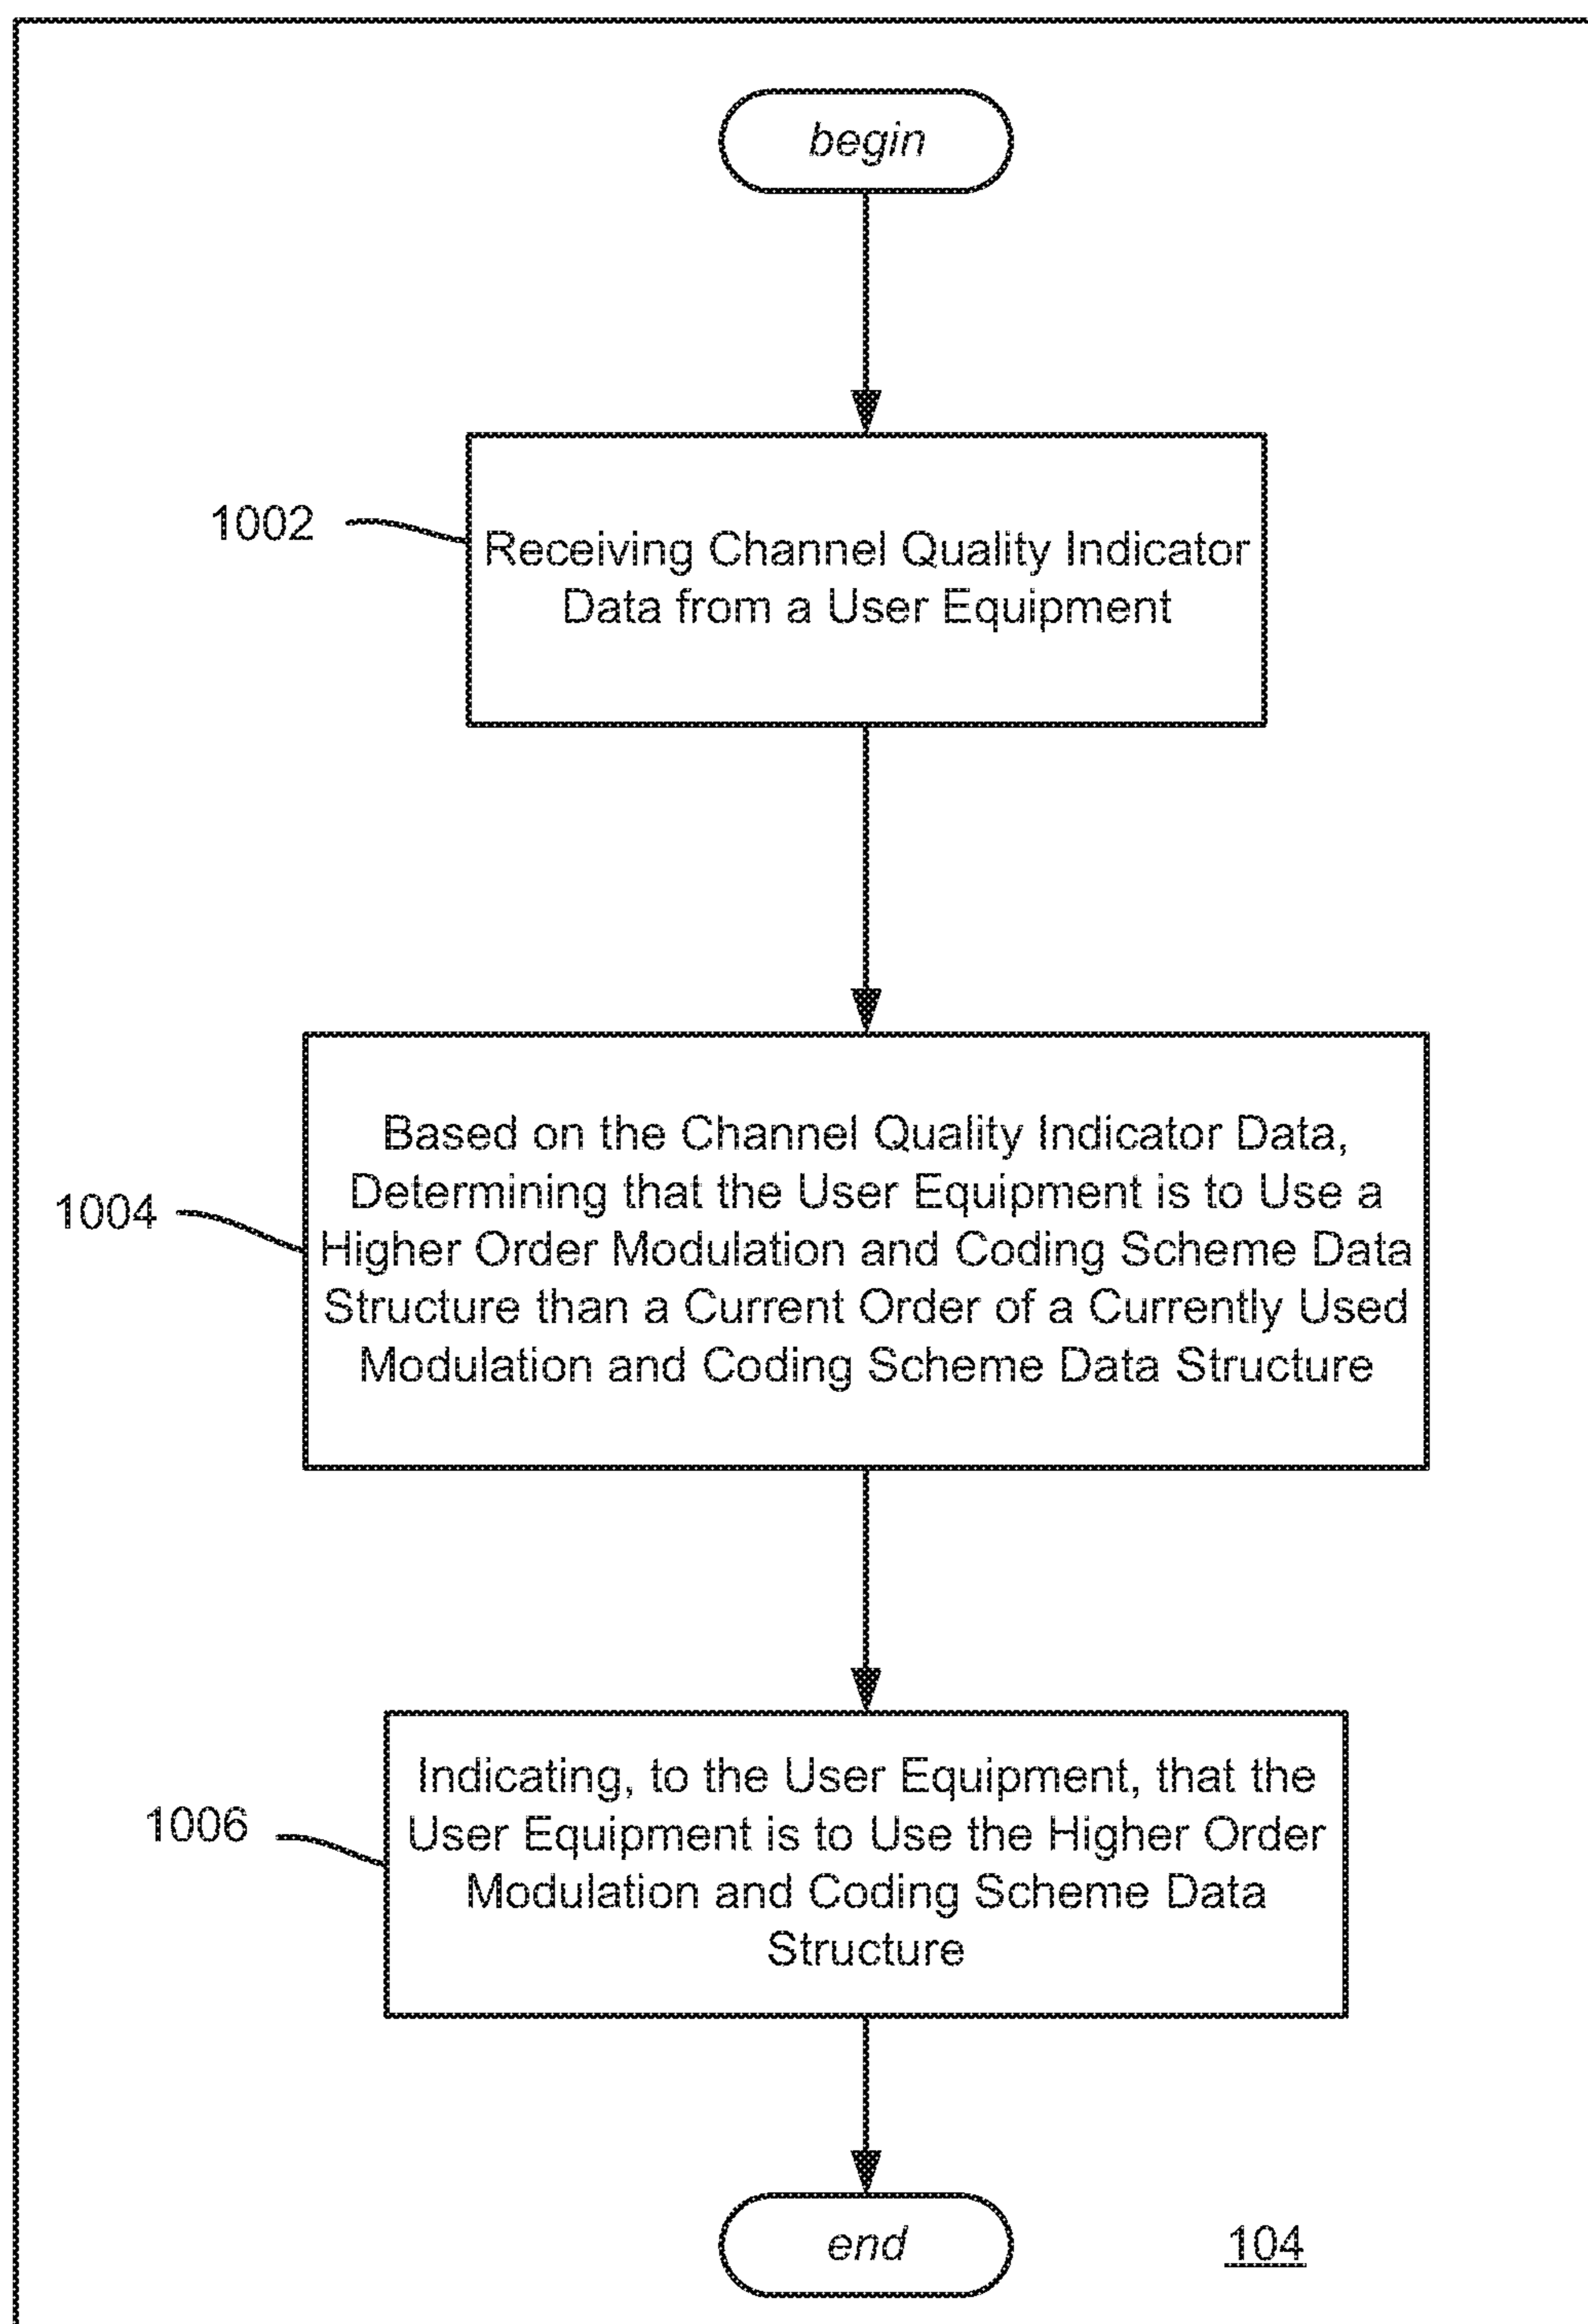 begin
1002
Receiving Channel Quality Indicator
Data from a User Equipment
1004
Based on the Channel Quality Indicator Data,
Determining that the User Equipment is to Use a
Higher Order Modulation and Coding Scheme Data
Structure than a Current Order of a Currently Used
Modulation and Coding Scheme Data Structure
1006
Indicating, to the User Equipment, that the
User Equipment is to Use the Higher Order
Modulation and Coding Scheme Data
Structure
end
104